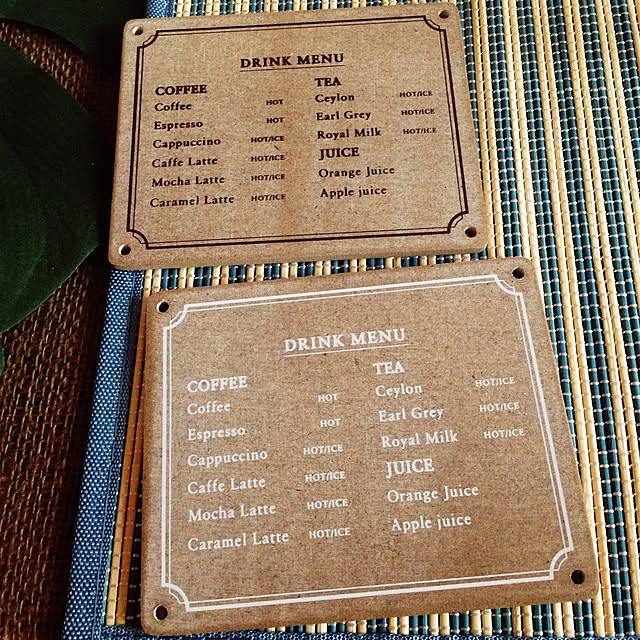 DRINK MENU
COFFEE
Coffee HOT
Espresso HOT
Cappuccino HOT/ICE
Caffe Latte HOT/ICE
Mocha Latte HOT/ICE
Caramel Latte HOT/ICE
TEA
Ceylon HOT/ICE
Earl Grey HOT/ICE
Royal Milk HOT/ICE
JUICE
Orange Juice
Apple juice
DRINK MENU
COFFEE
Coffee HOT
Espresso HOT
Cappuccino HOT/ICE
Caffe Latte HOT/ICE
Mocha Latte HOT/ICE
Caramel Latte HOT/ICE
TEA
Ceylon HOT/ICE
Earl Grey HOT/ICE
Royal Milk HOT/ICE
JUICE
Orange Juice
Apple juice